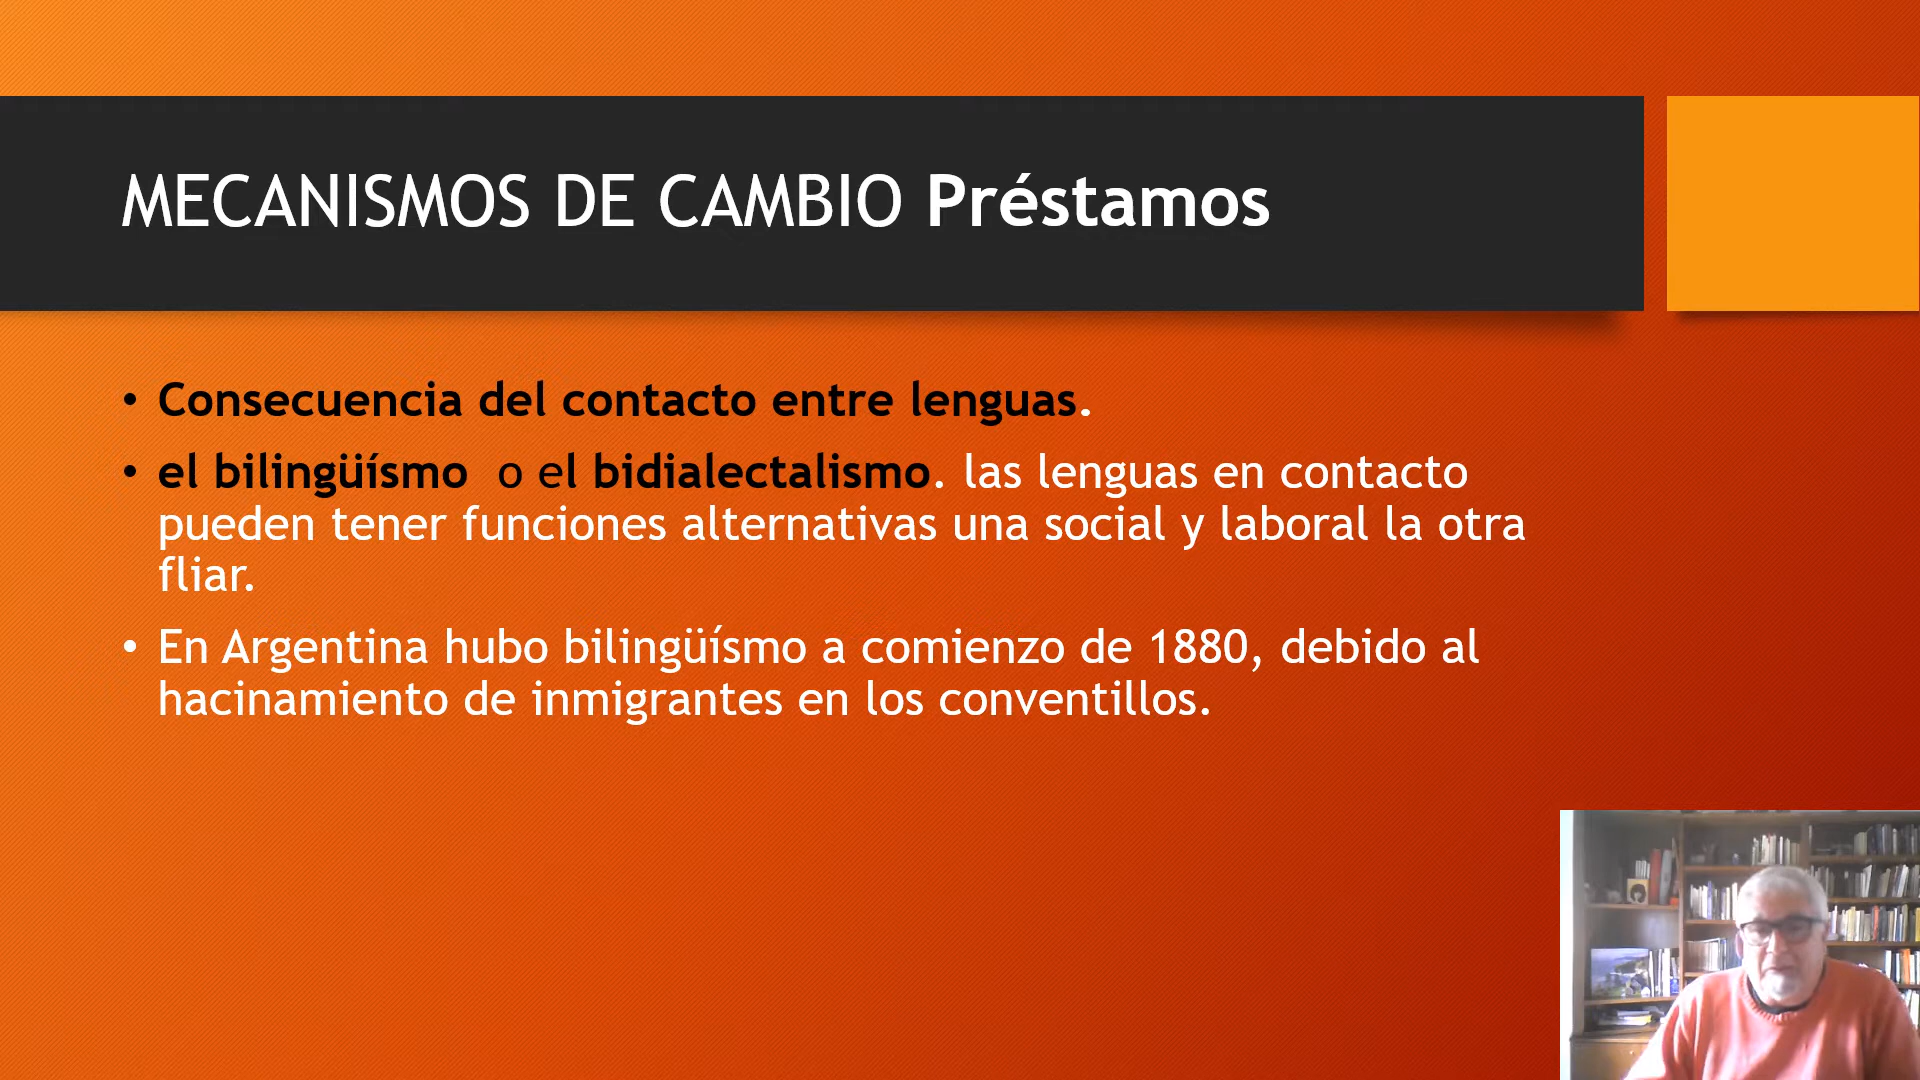 MECANISMOS DE CAMBIO Préstamos
• Consecuencia del contacto entre lenguas.
• el bilingüísmo o el bidialectalismo. las lenguas en contacto
pueden tener funciones alternativas una social y laboral la otra
fliar.
• En Argentina hubo bilingüísmo a comienzo de 1880, debido al
hacinamiento de inmigrantes en los conventillos.